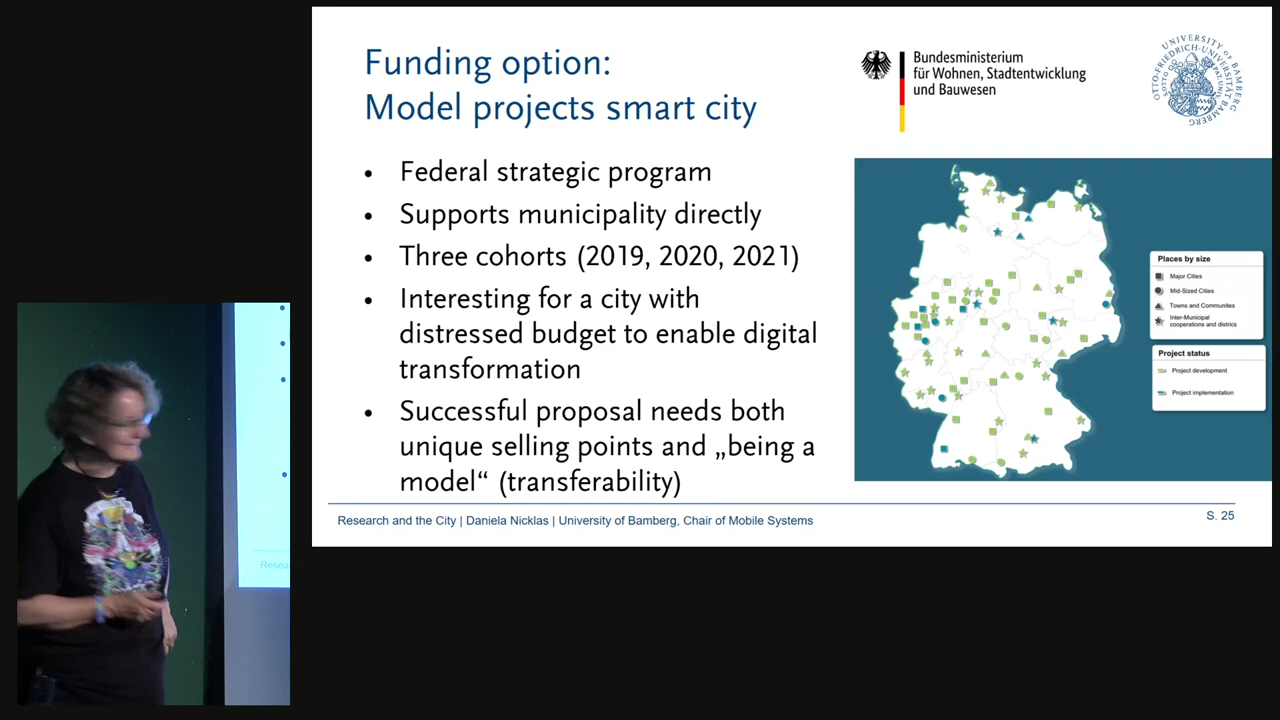 Funding option:
Model projects smart city
Bundesministerium
für Wohnen, Stadtentwicklung
und Bauwesen
UNIVERSITY of BAMBERG
OTTO-FRIEDRICH-UNIVERSITÄT BAMBERG
• Federal strategic program
• Supports municipality directly
• Three cohorts (2019, 2020, 2021)
• Interesting for a city with
distressed budget to enable digital
transformation
• Successful proposal needs both
unique selling points and „being a
model“ (transferability)
Places by size
Major Cities
Mid-Sized Cities
Towns and Communites
Inter-Municipal
cooperations and districs
Project status
Project development
Project implementation
Research and the City | Daniela Nicklas | University of Bamberg, Chair of Mobile Systems
S. 25